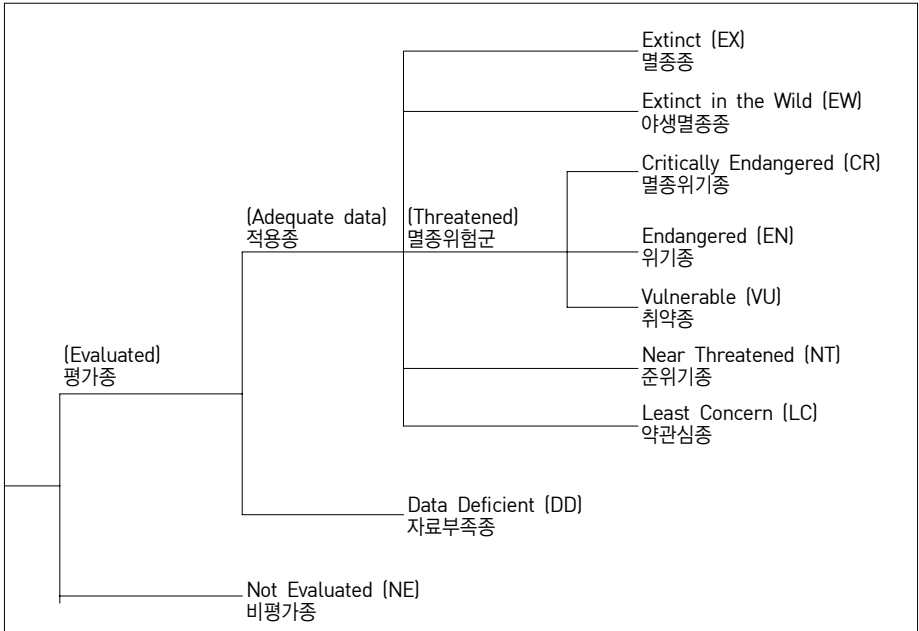 Extinct (EX)
멸종종
Extinct in the Wild (EW)
야생멸종종
Critically Endangered (CR)
멸종위기종
(Adequate data)
적용종
(Threatened)
멸종위험군
Endangered (EN)
위기종
Vulnerable (VU)
취약종
(Evaluated)
평가종
Near Threatened (NT)
준위기종
Least Concern (LC)
약관심종
Data Deficient (DD)
자료부족종
Not Evaluated (NE)
비평가종